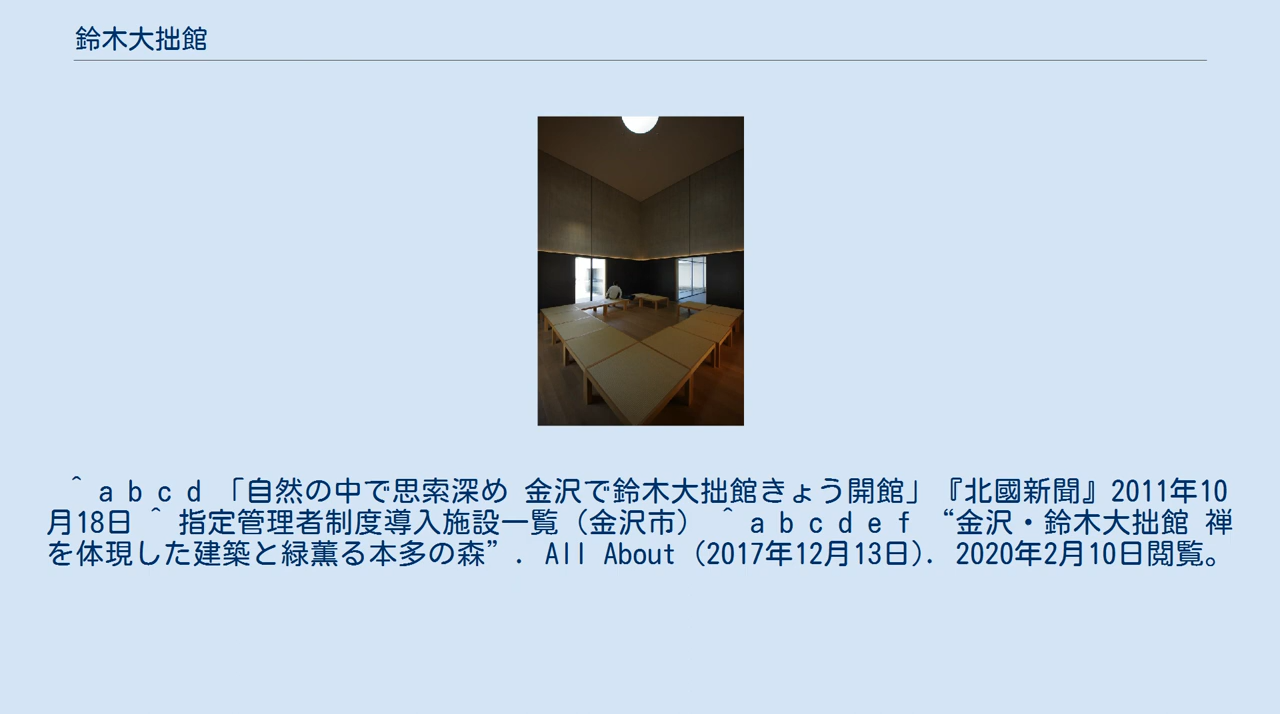 鈴木大拙館
^ a b c d 「自然の中で思索深め 金沢で鈴木大拙館きょう開館」『北國新聞』2011年10
月18日 ^ 指定管理者制度導入施設一覧（金沢市） ^ a b c d e f “金沢・鈴木大拙館 禅
を体現した建築と緑薫る本多の森”. All About (2017年12月13日). 2020年2月10日閲覧。